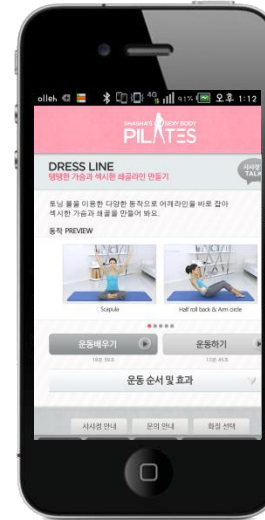 olleh 4G 91% 오후 1:12
SHASHA'S SEXY BODY
PILATES
DRESS LINE
탱탱한 가슴과 섹시한 쇄골라인 만들기
샤샤정
TALK
토닝 볼을 이용한 다양한 동작으로 어깨라인을 바로 잡아
섹시한 가슴과 쇄골을 만들어 봐요.
동작 PREVIEW
Scapula
Half roll back & Arm circle
운동배우기
운동하기
운동 순서 및 효과
샤샤정 안내
문의 안내
화질 선택